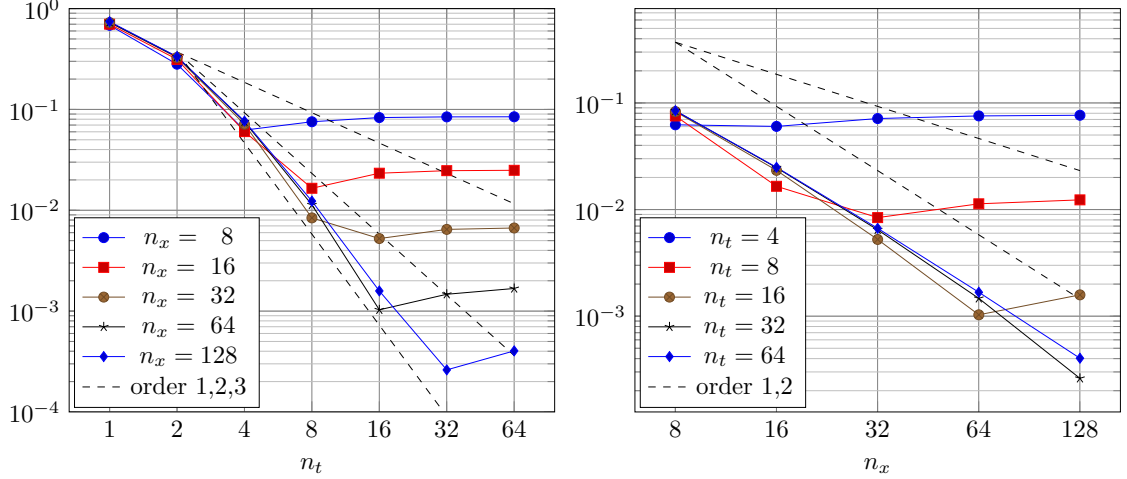 10^0
10^{-1}
10^{-2}
10^{-3}
10^{-4}
n_x = 8
n_x = 16
n_x = 32
n_x = 64
n_x = 128
order 1,2,3
1 2 4 8 16 32 64
n_t
10^{-1}
10^{-2}
10^{-3}
n_t = 4
n_t = 8
n_t = 16
n_t = 32
n_t = 64
order 1,2
8 16 32 64 128
n_x